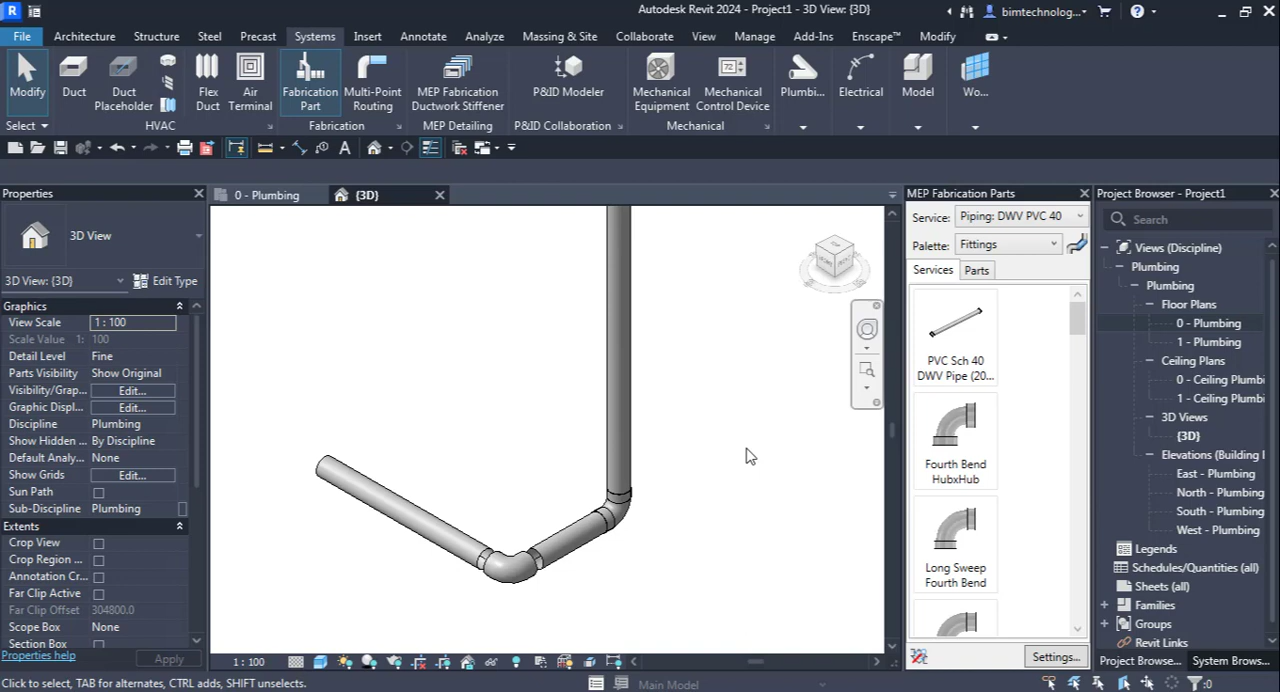 Autodesk Revit 2024 - Project1 - 3D View: {3D}
bimtechnolog...
File Architecture Structure Steel Precast Systems Insert Annotate Analyze Massing & Site Collaborate View Manage Add-Ins Enscape™ Modify
Modify
Duct
Duct Placeholder
Flex Duct
Air Terminal
Fabrication Part
Multi-Point Routing
MEP Fabrication Ductwork Stiffener
P&ID Modeler
Mechanical Equipment
Mechanical Control Device
Plumbi...
Electrical
Model
Wo...
Select
HVAC
Fabrication
MEP Detailing
P&ID Collaboration
Mechanical
Properties
0 - Plumbing
{3D}
3D View
3D View: {3D}
Edit Type
Graphics
View Scale 1 : 100
Scale Value 1: 100
Detail Level Fine
Parts Visibility Show Original
Visibility/Grap... Edit...
Graphic Displ... Edit...
Discipline Plumbing
Show Hidden ... By Discipline
Default Analy... None
Show Grids Edit...
Sun Path
Sub-Discipline Plumbing
Extents
Crop View
Crop Region ...
Annotation Cr...
Far Clip Active
Far Clip Offset 304800.0
Scope Box None
Section Box
Properties help
Apply
1 : 100
MEP Fabrication Parts
Service: Piping: DWV PVC 40
Palette: Fittings
Services Parts
PVC Sch 40
DWV Pipe (20...
Fourth Bend
HubxHub
Long Sweep
Fourth Bend
Settings...
Project Browser - Project1
Search
Views (Discipline)
Plumbing
Plumbing
Floor Plans
0 - Plumbing
1 - Plumbing
Ceiling Plans
0 - Ceiling Plumbi
1 - Ceiling Plumbi
3D Views
{3D}
Elevations (Building
East - Plumbing
North - Plumbing
South - Plumbing
West - Plumbing
Legends
Schedules/Quantities (all)
Sheets (all)
Families
Groups
Revit Links
Project Browse... System Brows...
Click to select, TAB for alternates, CTRL adds, SHIFT unselects.
Main Model
:0